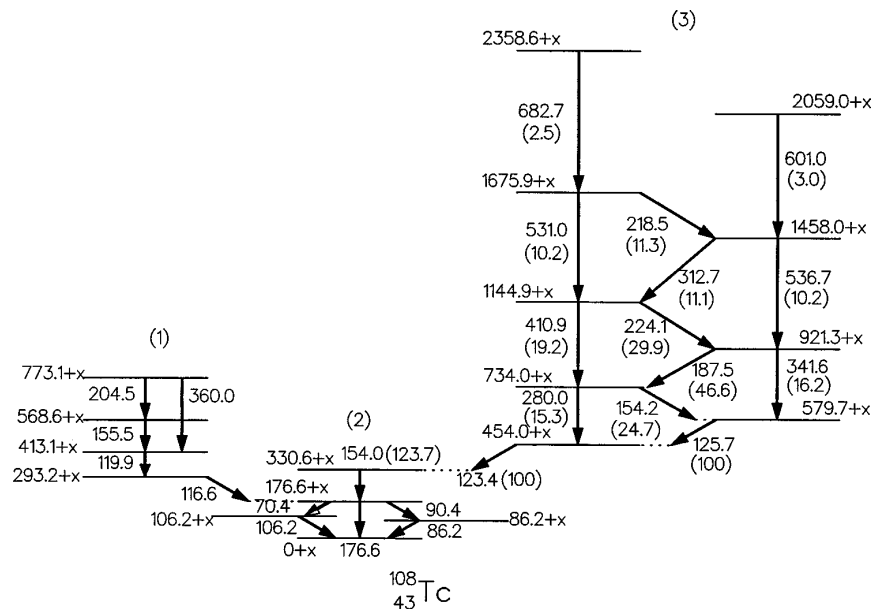 (3)
2358.6+x
682.7
(2.5)
2059.0+x
601.0
(3.0)
1675.9+x
531.0
(10.2)
218.5
(11.3)
1458.0+x
312.7
(11.1)
536.7
(10.2)
1144.9+x
410.9
(19.2)
224.1
(29.9)
921.3+x
187.5
(46.6)
341.6
(16.2)
734.0+x
280.0
(15.3)
154.2
(24.7)
579.7+x
454.0+x
125.7
(100)
123.4(100)
(1)
773.1+x
204.5
360.0
568.6+x
155.5
413.1+x
119.9
293.2+x
116.6
(2)
330.6+x
154.0(123.7)
176.6+x
70.4
90.4
106.2+x
106.2
86.2
86.2+x
0+x
176.6
108
43
Tc